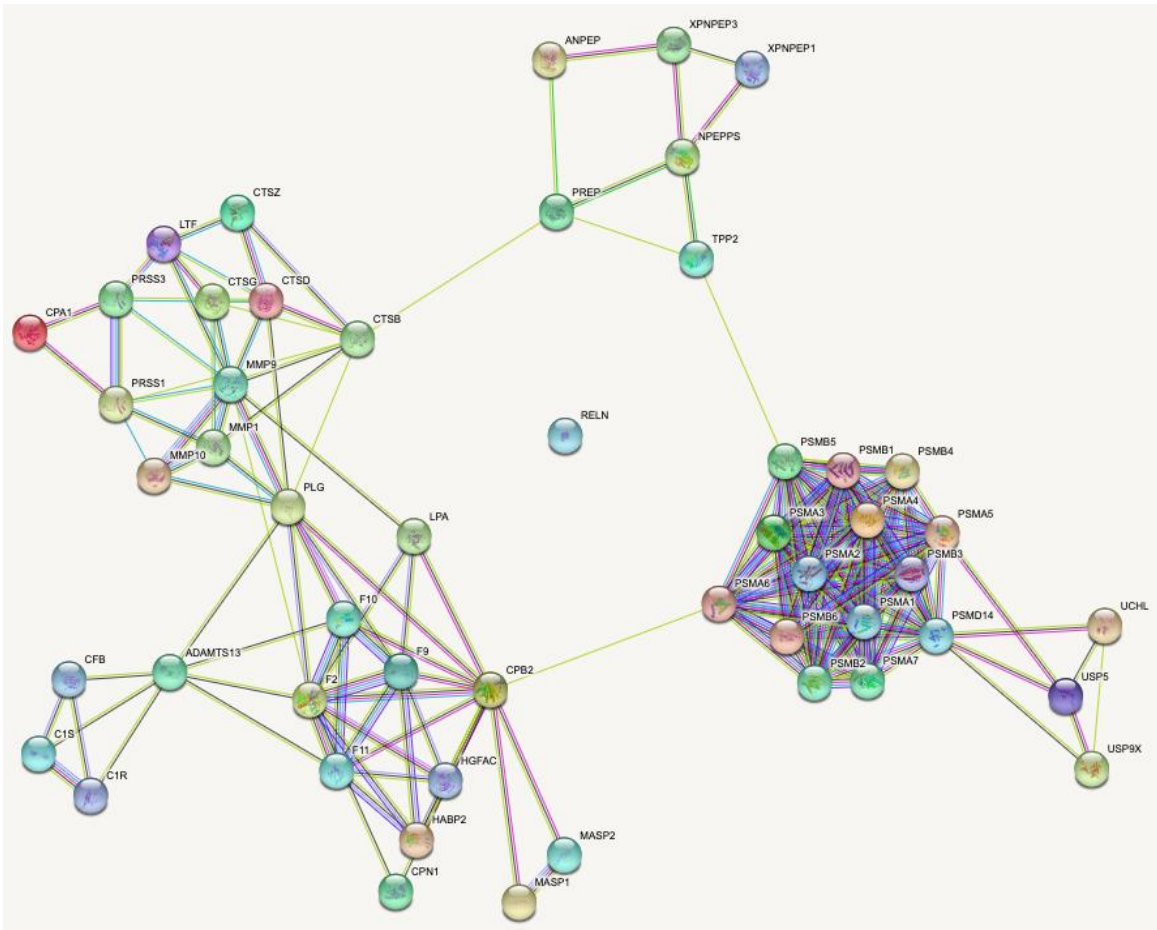 XPNPEP3
ANPEP
XPNPEP1
NPEPPS
CTSZ
PREP
LTF
TPP2
PRSS3
CTSG
CTSD
CPA1
CTSB
MMP9
PRSS1
RELN
MMP1
PSMB5
PSMB1
PSMB4
MMP10
PLG
PSMA4
LPA
PSMA3
PSMA5
PSMA2
PSMB3
PSMA6
F10
PSMB6
PSMA1
PSMD14
UCHL
ADAMTS13
CFB
F9
F2
CPB2
PSMB2
PSMA7
USP5
C1S
F11
HGFAC
USP9X
C1R
HABP2
MASP2
CPN1
MASP1